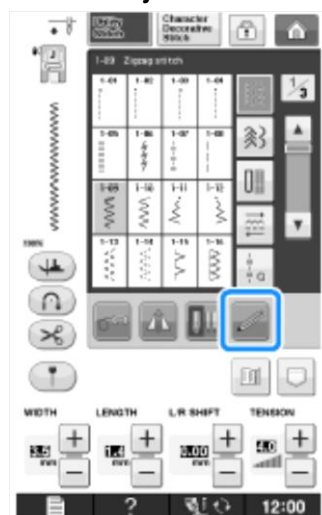 Utility
Stitch
Character
Decorative
Stitch
1-09 Zigzag stitch
1/3
1-01 1-02 1-03 1-04
1-05 1-06 1-07 1-08
1-09 1-10 1-11 1-12
1-13 1-14 1-15 1-16
J
100%
WIDTH LENGTH L/R SHIFT TENSION
3.5 mm + − 1.4 mm + − 0.00 mm + − 4.0 + −
? 12:00